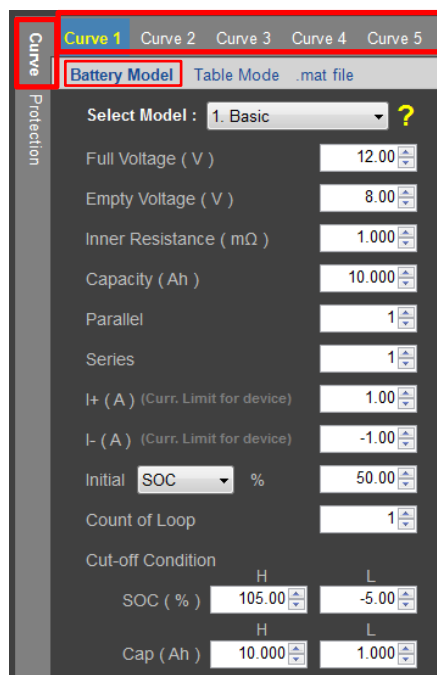 Curve
Protection
Curve 1 Curve 2 Curve 3 Curve 4 Curve 5
Battery Model Table Mode .mat file
Select Model : 1. Basic ?
Full Voltage ( V ) 12.00
Empty Voltage ( V ) 8.00
Inner Resistance ( mΩ ) 1.000
Capacity ( Ah ) 10.000
Parallel 1
Series 1
I+ ( A ) (Curr. Limit for device) 1.00
I- ( A ) (Curr. Limit for device) -1.00
Initial SOC % 50.00
Count of Loop 1
Cut-off Condition
H L
SOC ( % ) 105.00 -5.00
H L
Cap ( Ah ) 10.000 1.000